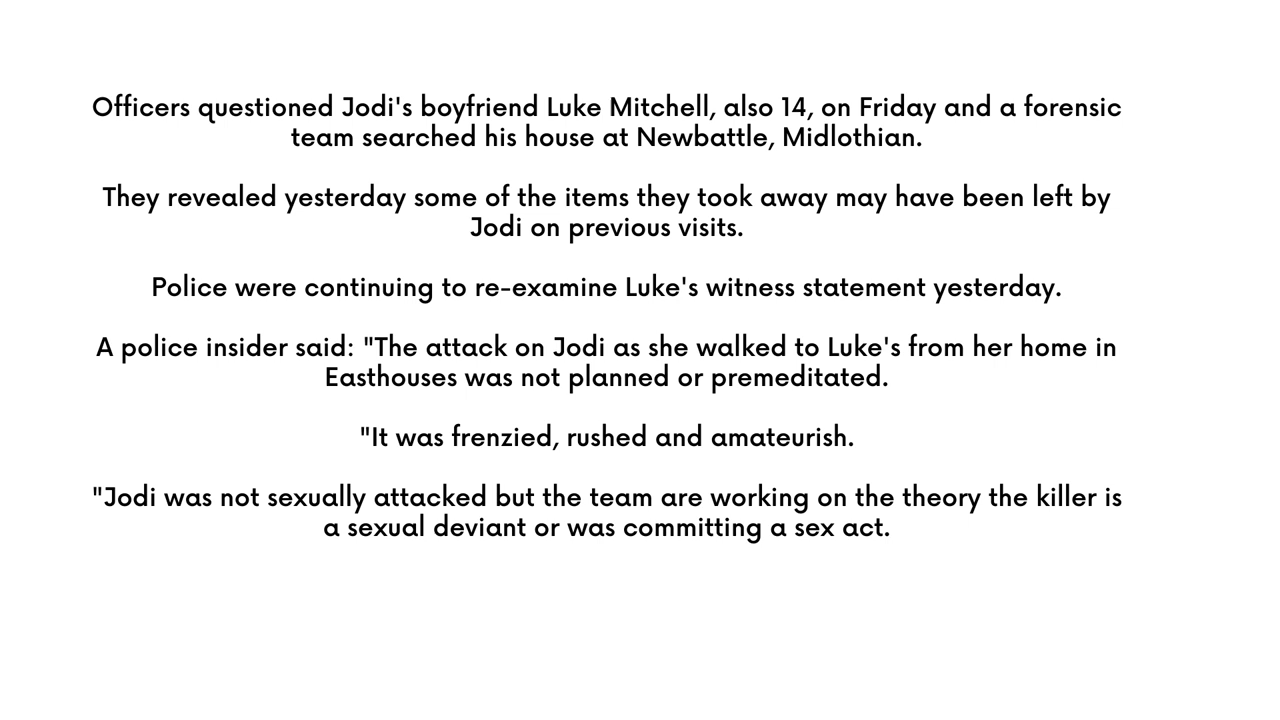 Officers questioned Jodi's boyfriend Luke Mitchell, also 14, on Friday and a forensic
team searched his house at Newbattle, Midlothian.
They revealed yesterday some of the items they took away may have been left by
Jodi on previous visits.
Police were continuing to re-examine Luke's witness statement yesterday.
A police insider said: "The attack on Jodi as she walked to Luke's from her home in
Easthouses was not planned or premeditated.
"It was frenzied, rushed and amateurish.
"Jodi was not sexually attacked but the team are working on the theory the killer is
a sexual deviant or was committing a sex act.